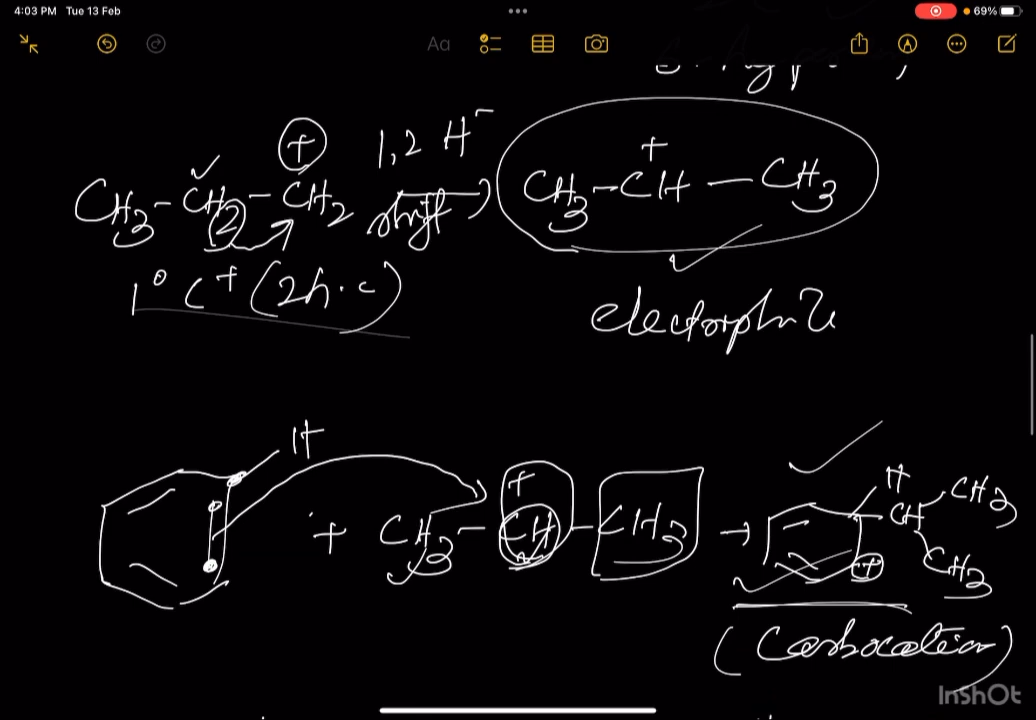 4:03 PM Tue 13 Feb
69%
Aa
CH3-CH2-CH2
+
1,2 H-
shift
CH3-CH-CH3
+
1° C+ (2h.c)
electrophile
H
+ CH3-CH-CH3 →
+
H
CH CH3
CH3
+
(Carbocation)
InShOt